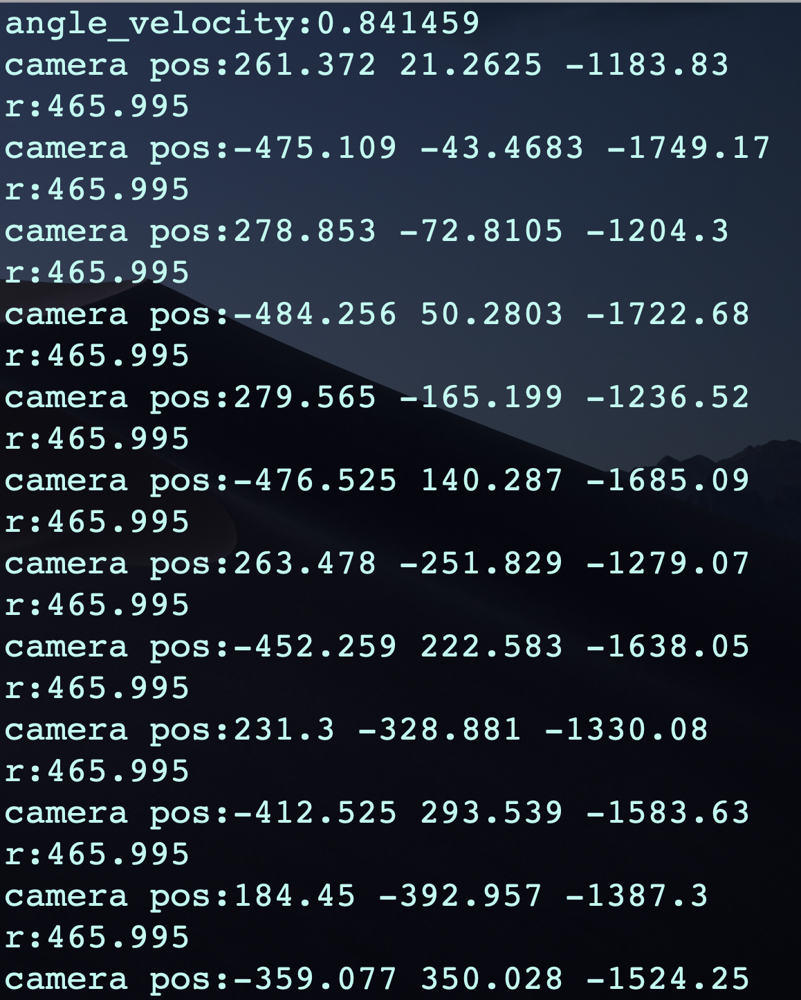 angle_velocity:0.841459
camera pos:261.372 21.2625 -1183.83
r:465.995
camera pos:-475.109 -43.4683 -1749.17
r:465.995
camera pos:278.853 -72.8105 -1204.3
r:465.995
camera pos:-484.256 50.2803 -1722.68
r:465.995
camera pos:279.565 -165.199 -1236.52
r:465.995
camera pos:-476.525 140.287 -1685.09
r:465.995
camera pos:263.478 -251.829 -1279.07
r:465.995
camera pos:-452.259 222.583 -1638.05
r:465.995
camera pos:231.3 -328.881 -1330.08
r:465.995
camera pos:-412.525 293.539 -1583.63
r:465.995
camera pos:184.45 -392.957 -1387.3
r:465.995
camera pos:-359.077 350.028 -1524.25